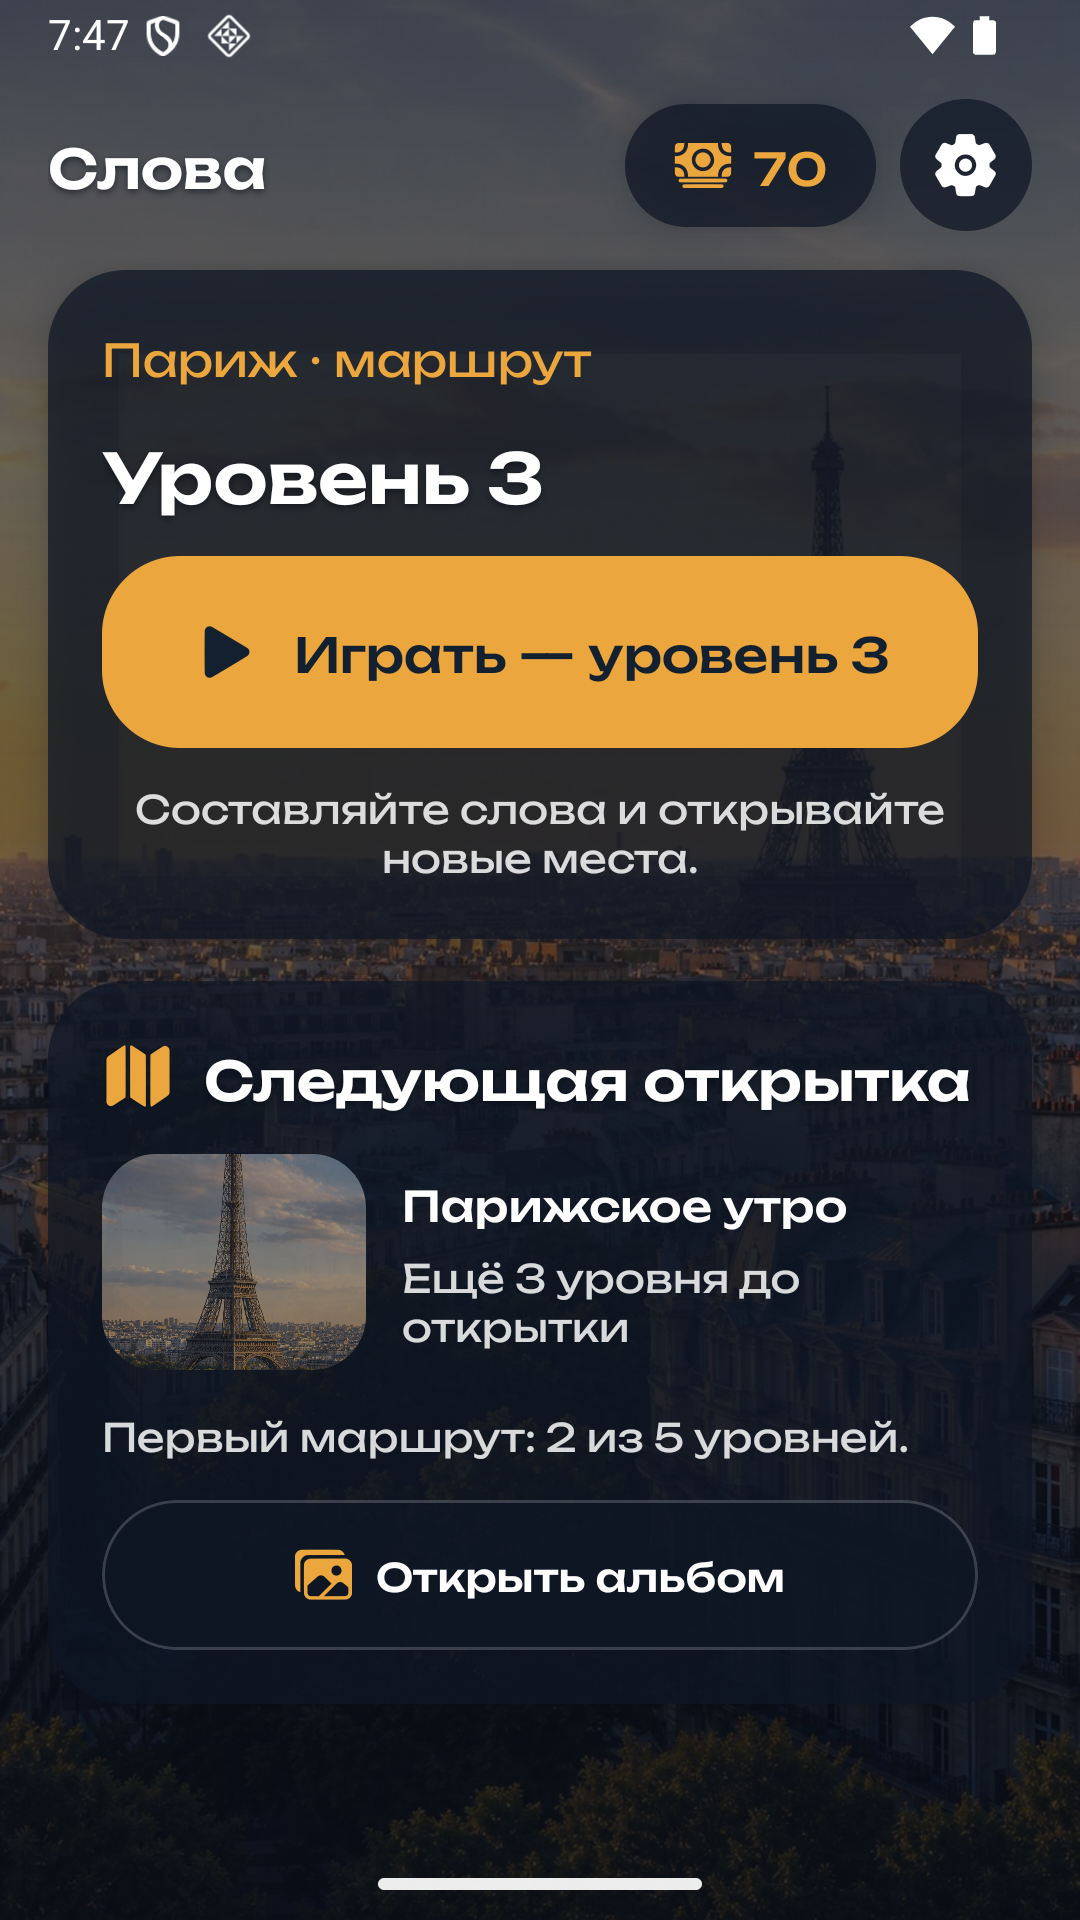 7:47
Слова
70
Париж · маршрут
Уровень 3
Играть — уровень 3
Составляйте слова и открывайте
новые места.
Следующая открытка
Парижское утро
Ещё 3 уровня до
открытки
Первый маршрут: 2 из 5 уровней.
Открыть альбом